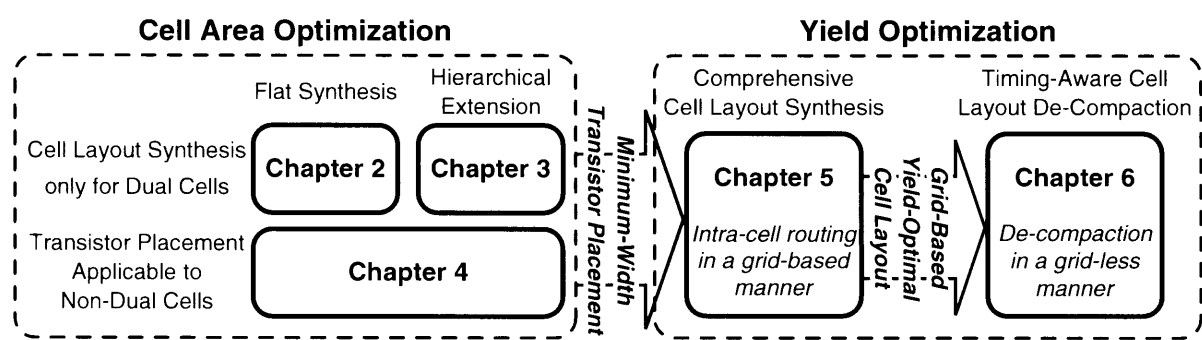 Cell Area Optimization
Flat Synthesis
Hierarchical
Extension
Cell Layout Synthesis
only for Dual Cells
Chapter 2
Chapter 3
Transistor Placement
Applicable to
Non-Dual Cells
Chapter 4
Minimum-Width
Transistor Placement
Yield Optimization
Comprehensive
Cell Layout Synthesis
Chapter 5
Intra-cell routing
in a grid-based
manner
Grid-Based
Yield-Optimal
Cell Layout
Timing-Aware Cell
Layout De-Compaction
Chapter 6
De-compaction
in a grid-less
manner